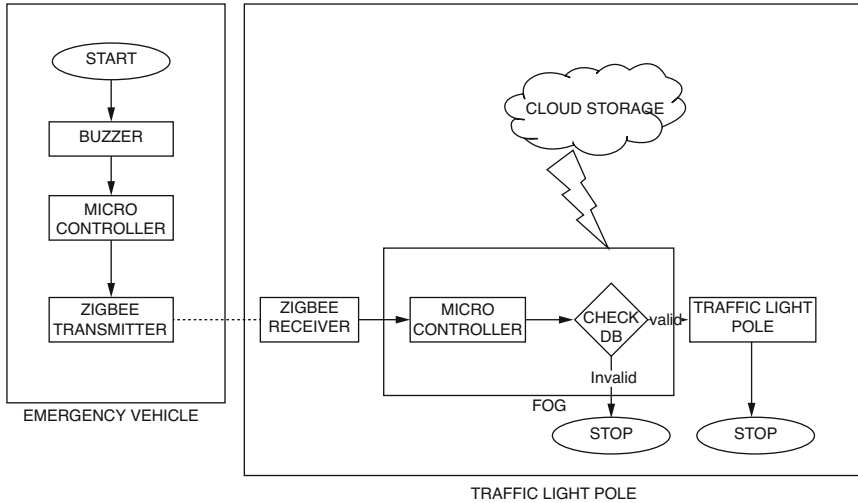 START
BUZZER
MICRO
CONTROLLER
ZIGBEE
TRANSMITTER
EMERGENCY VEHICLE
CLOUD STORAGE
ZIGBEE
RECEIVER
MICRO
CONTROLLER
CHECK
DB
valid
TRAFFIC LIGHT
POLE
Invalid
FOG
STOP
STOP
TRAFFIC LIGHT POLE